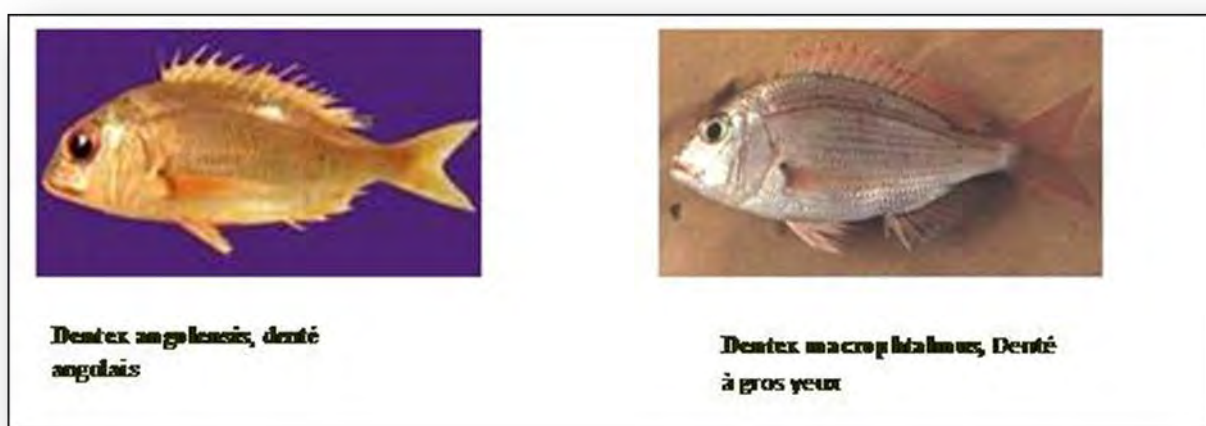 Dentex angolensis, denté
angolais
Dentex macrophtalmus, Denté
à gros yeux